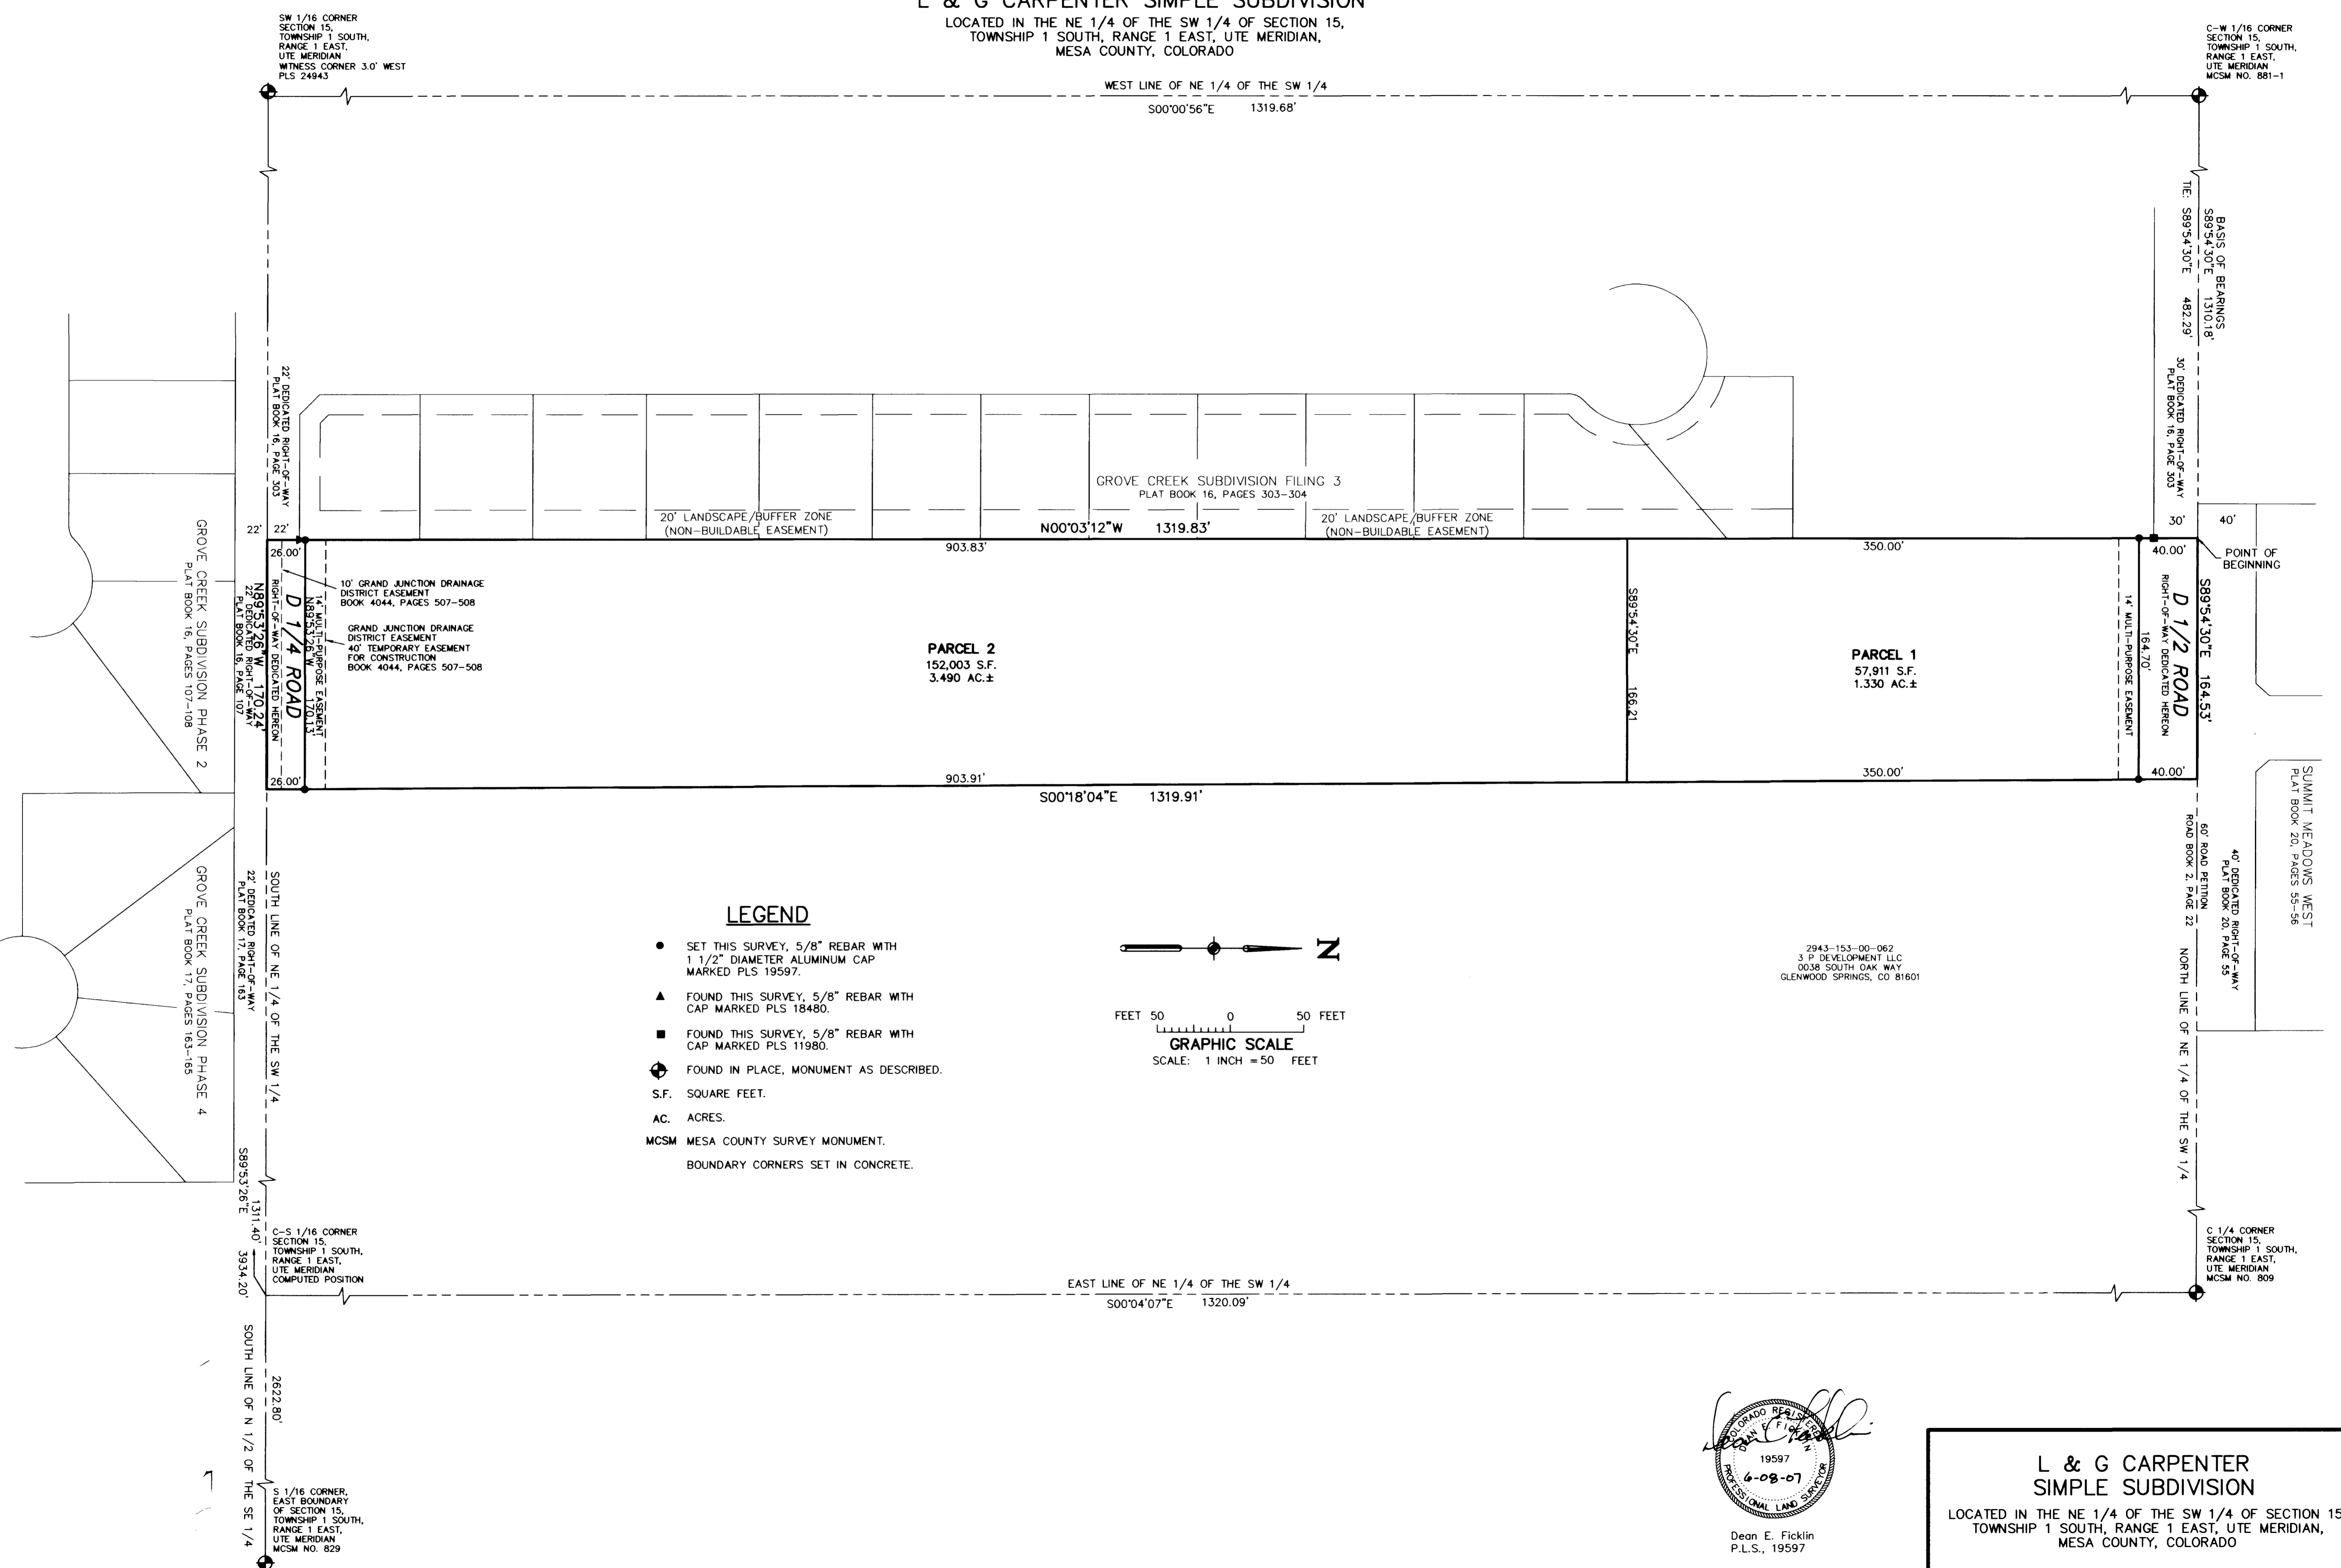 L & G CARPENTER SIMPLE SUBDIVISION
LOCATED IN THE NE 1/4 OF THE SW 1/4 OF SECTION 15,
TOWNSHIP 1 SOUTH, RANGE 1 EAST, UTE MERIDIAN,
MESA COUNTY, COLORADO
SW 1/16 CORNER
SECTION 15,
TOWNSHIP 1 SOUTH,
RANGE 1 EAST,
UTE MERIDIAN
WITNESS CORNER 3.0' WEST
PLS 24943
C-W 1/16 CORNER
SECTION 15,
TOWNSHIP 1 SOUTH,
RANGE 1 EAST,
UTE MERIDIAN
MCSM NO. 881-1
WEST LINE OF NE 1/4 OF THE SW 1/4
S00°00'56"E 1319.68'
BASIS OF BEARINGS
S89°54'30"E 1310.18'
TIE: S89°54'30"E 482.29'
30' DEDICATED RIGHT-OF-WAY
PLAT BOOK 16, PAGE 303
22' DEDICATED RIGHT-OF-WAY
PLAT BOOK 16, PAGE 303
GROVE CREEK SUBDIVISION FILING 3
PLAT BOOK 16, PAGES 303-304
20' LANDSCAPE/BUFFER ZONE
(NON-BUILDABLE EASEMENT)
N00°03'12"W 1319.83'
20' LANDSCAPE/BUFFER ZONE
(NON-BUILDABLE EASEMENT)
22'
22'
30'
40'
26.00'
903.83'
350.00'
40.00'
POINT OF
BEGINNING
GROVE CREEK SUBDIVISION PHASE 2
PLAT BOOK 16, PAGES 107-108
N89°53'26"W 170.24'
22' DEDICATED RIGHT-OF-WAY
PLAT BOOK 16, PAGE 107
RIGHT-OF-WAY DEDICATED HEREON
D 1/4 ROAD
N89°53'26"W 170.13'
14' MULTI-PURPOSE EASEMENT
10' GRAND JUNCTION DRAINAGE
DISTRICT EASEMENT
BOOK 4044, PAGES 507-508
GRAND JUNCTION DRAINAGE
DISTRICT EASEMENT
40' TEMPORARY EASEMENT
FOR CONSTRUCTION
BOOK 4044, PAGES 507-508
PARCEL 2
152,003 S.F.
3.490 AC.±
S89°54'30"E 166.21
PARCEL 1
57,911 S.F.
1.330 AC.±
14' MULTI-PURPOSE EASEMENT
164.70'
RIGHT-OF-WAY DEDICATED HEREON
D 1/2 ROAD
S89°54'30"E 164.53'
26.00'
903.91'
350.00'
40.00'
S00°18'04"E 1319.91'
SUMMIT MEADOWS WEST
PLAT BOOK 20, PAGES 55-56
40' DEDICATED RIGHT-OF-WAY
PLAT BOOK 20, PAGE 55
60' ROAD PETITION
ROAD BOOK 2, PAGE 22
NORTH LINE OF NE 1/4 OF THE SW 1/4
GROVE CREEK SUBDIVISION PHASE 4
PLAT BOOK 17, PAGES 163-165
22' DEDICATED RIGHT-OF-WAY
PLAT BOOK 17, PAGE 163
SOUTH LINE OF NE 1/4 OF THE SW 1/4
LEGEND
SET THIS SURVEY, 5/8" REBAR WITH
1 1/2" DIAMETER ALUMINUM CAP
MARKED PLS 19597.
FOUND THIS SURVEY, 5/8" REBAR WITH
CAP MARKED PLS 18480.
FOUND THIS SURVEY, 5/8" REBAR WITH
CAP MARKED PLS 11980.
FOUND IN PLACE, MONUMENT AS DESCRIBED.
S.F. SQUARE FEET.
AC. ACRES.
MCSM MESA COUNTY SURVEY MONUMENT.
BOUNDARY CORNERS SET IN CONCRETE.
N
FEET 50 0 50 FEET
GRAPHIC SCALE
SCALE: 1 INCH = 50 FEET
2943-153-00-062
3 P DEVELOPMENT LLC
0038 SOUTH OAK WAY
GLENWOOD SPRINGS, CO 81601
S89°53'26"E
1311.40'
3934.20'
C-S 1/16 CORNER
SECTION 15,
TOWNSHIP 1 SOUTH,
RANGE 1 EAST,
UTE MERIDIAN
COMPUTED POSITION
C 1/4 CORNER
SECTION 15,
TOWNSHIP 1 SOUTH,
RANGE 1 EAST,
UTE MERIDIAN
MCSM NO. 809
EAST LINE OF NE 1/4 OF THE SW 1/4
S00°04'07"E 1320.09'
SOUTH LINE OF N 1/2 OF THE SE 1/4
2622.80'
S 1/16 CORNER,
EAST BOUNDARY
OF SECTION 15,
TOWNSHIP 1 SOUTH,
RANGE 1 EAST,
UTE MERIDIAN
MCSM NO. 829
COLORADO REGISTERED
DEAN E. FICKLIN
19597
6-08-07
PROFESSIONAL LAND SURVEYOR
Dean E. Ficklin
P.L.S., 19597
L & G CARPENTER
SIMPLE SUBDIVISION
LOCATED IN THE NE 1/4 OF THE SW 1/4 OF SECTION 15
TOWNSHIP 1 SOUTH, RANGE 1 EAST, UTE MERIDIAN,
MESA COUNTY, COLORADO